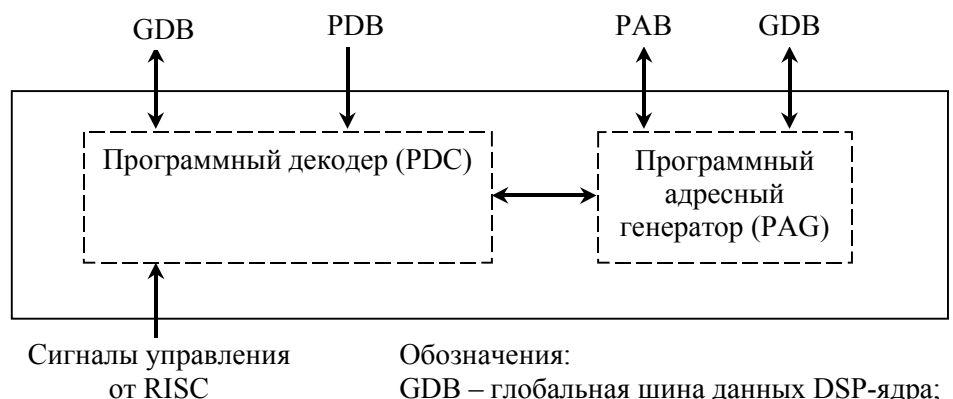 GDB PDB PAB GDB
Программный декодер (PDC)
Программный
адресный
генератор (PAG)
Сигналы управления
от RISC
Обозначения:
GDB – глобальная шина данных DSP-ядра;